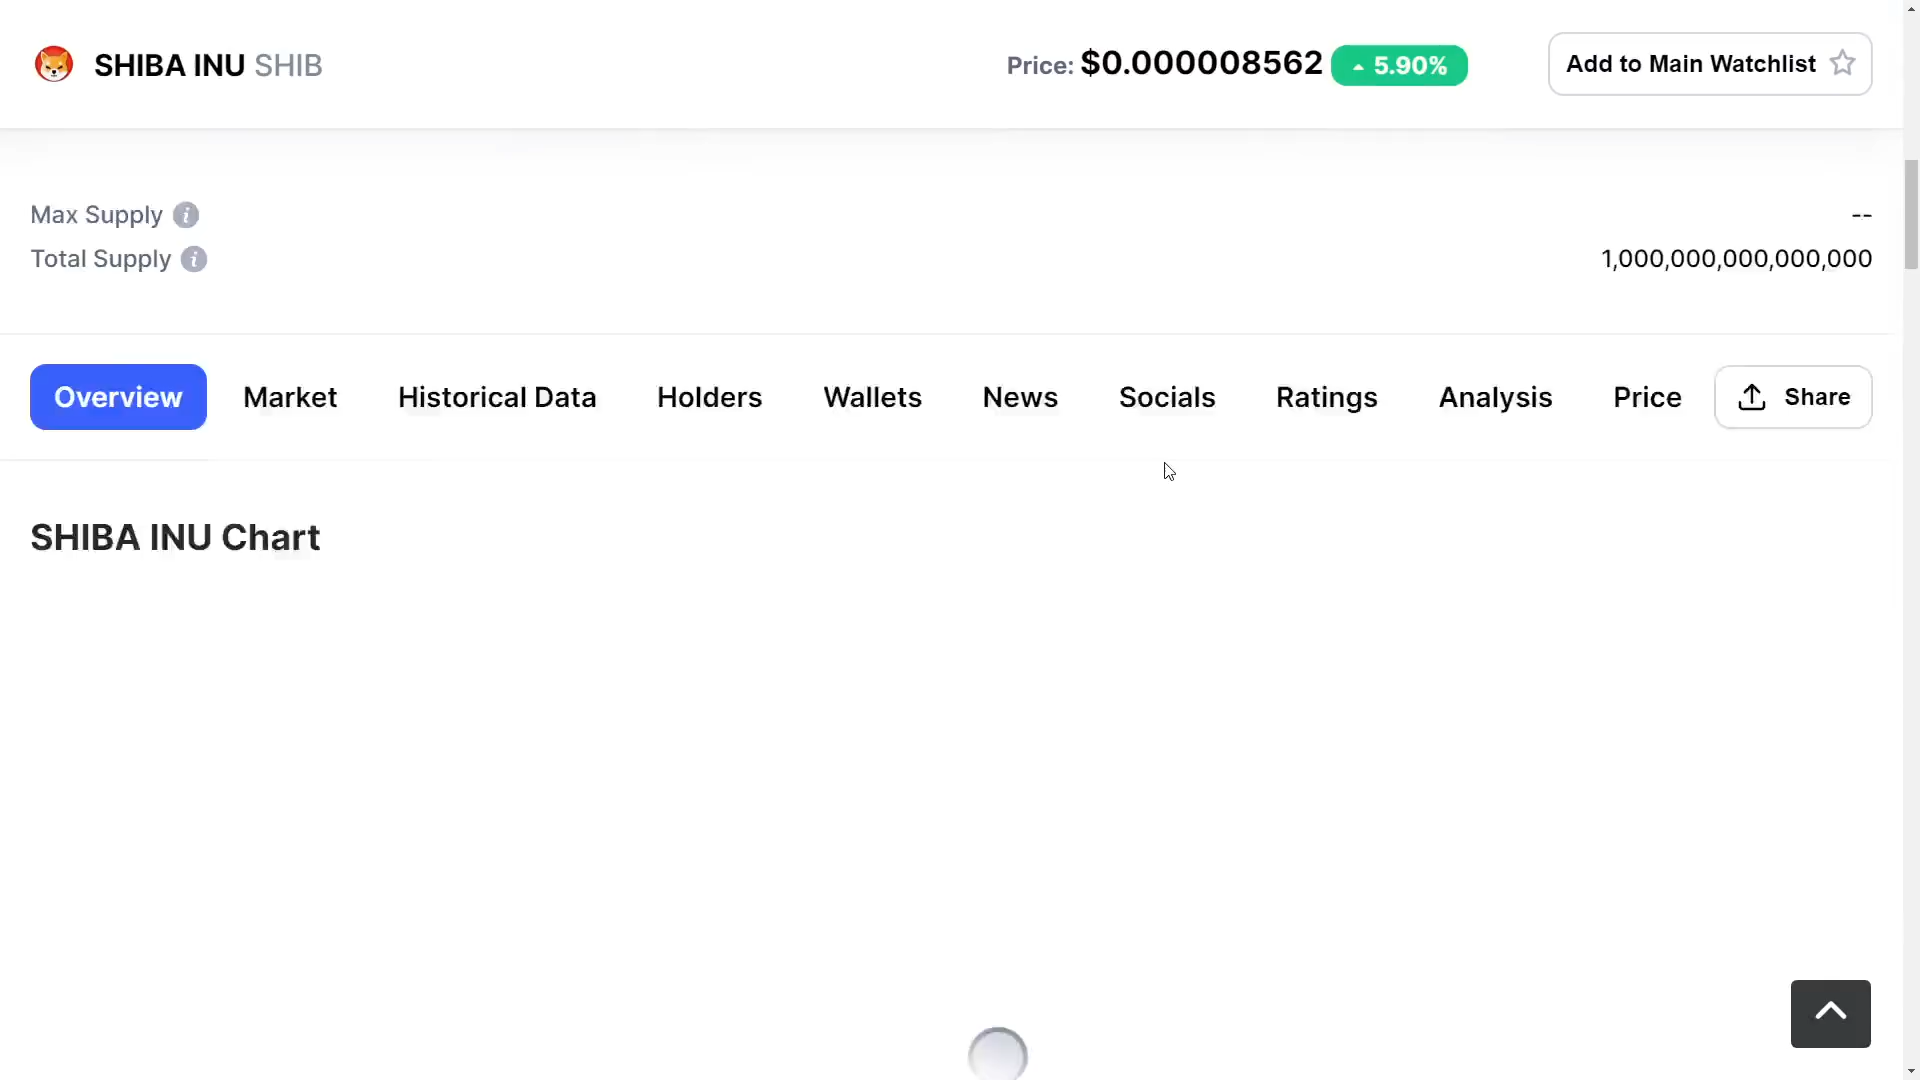 SHIBA INU SHIB
Price: $0.000008562 5.90%
Add to Main Watchlist
Max Supply --
Total Supply 1,000,000,000,000,000
Overview Market Historical Data Holders Wallets News Socials Ratings Analysis Price Share
SHIBA INU Chart